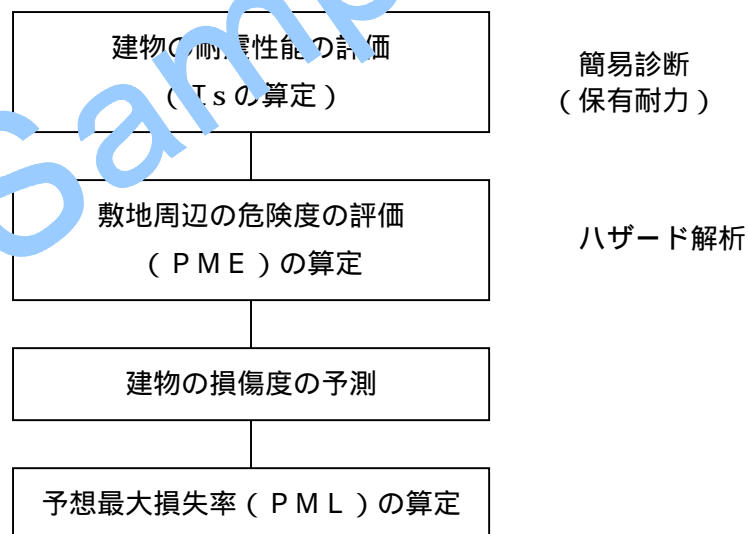 建物の耐震性能の評価
(Ｉｓの算定)
簡易診断
(保有耐力)
敷地周辺の危険度の評価
(ＰＭＥ)の算定
ハザード解析
建物の損傷度の予測
予想最大損失率(ＰＭＬ)の算定
Samp